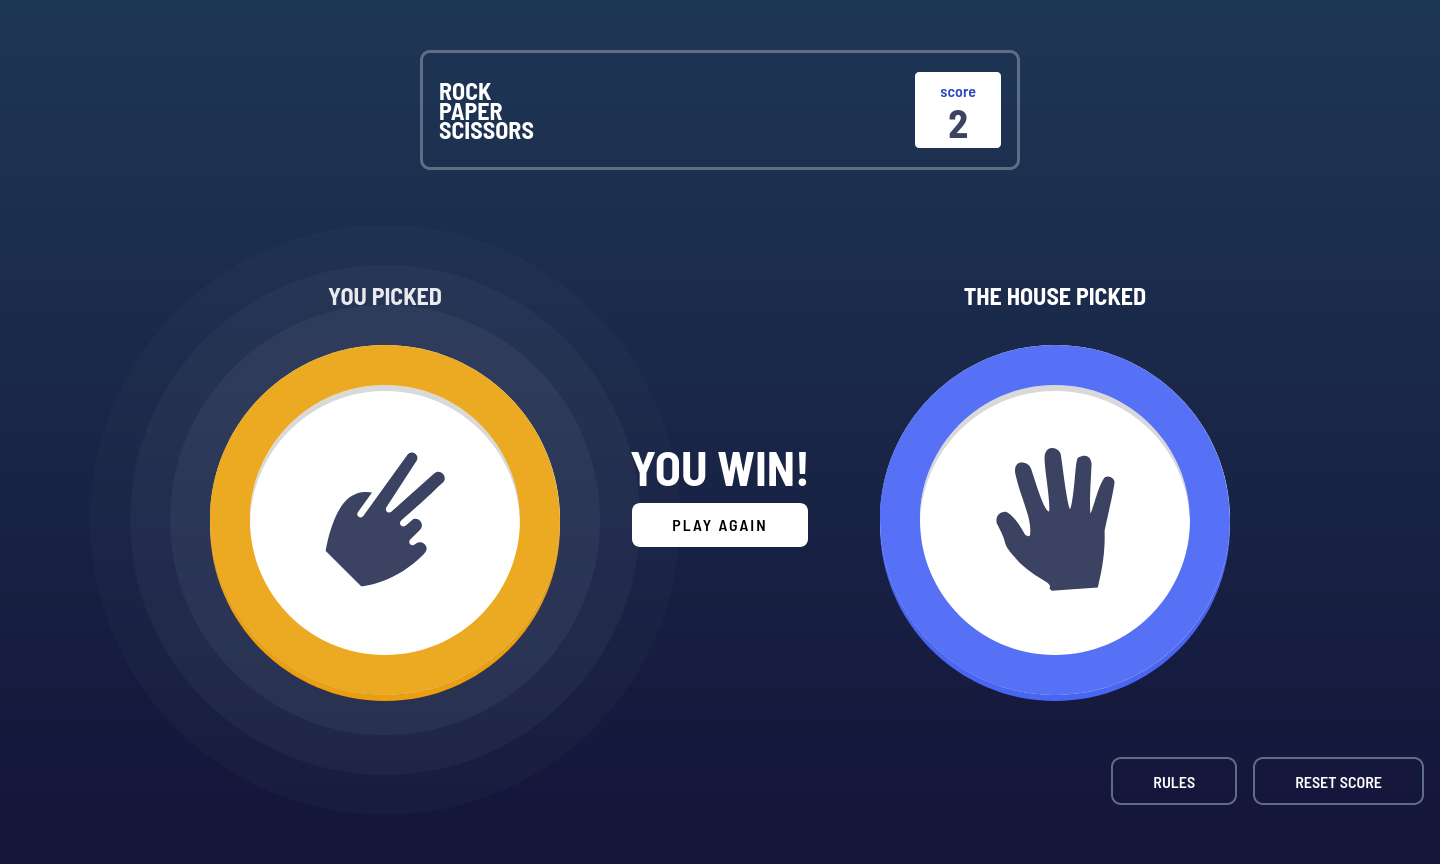 ROCK
PAPER
SCISSORS
score
2
YOU PICKED
THE HOUSE PICKED
YOU WIN!
PLAY AGAIN
RULES
RESET SCORE